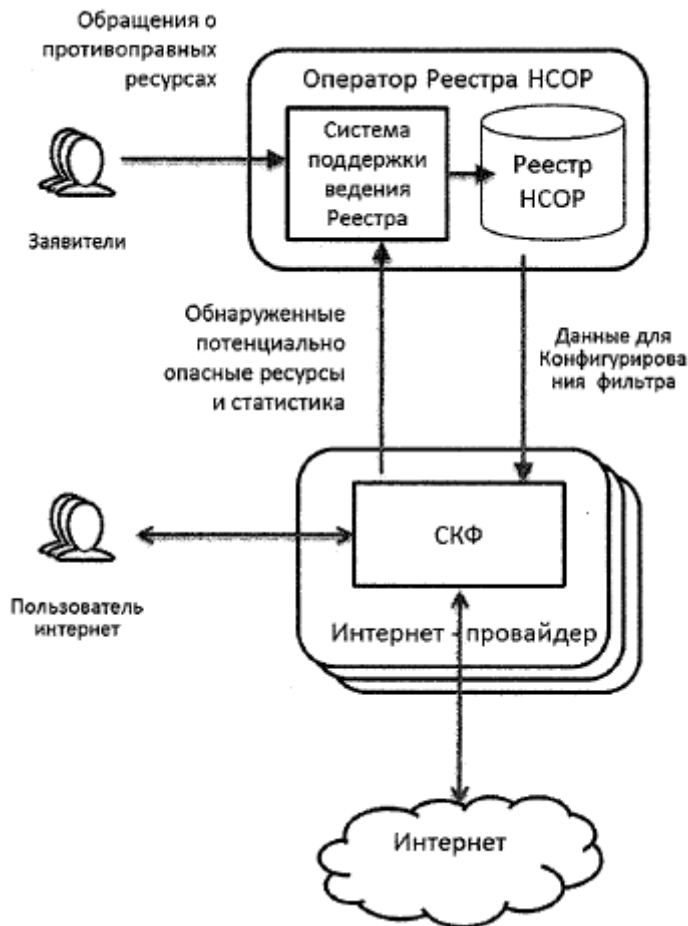 Обращения о
противоправных
ресурсах
Оператор Реестра НСОР
Система
поддержки
ведения
Реестра
Реестр
НСОР
Заявители
Обнаруженные
потенциально
опасные ресурсы
и статистика
Данные для
Конфигурирова
ния фильтра
СКФ
Пользователь
интернет
Интернет - провайдер
Интернет